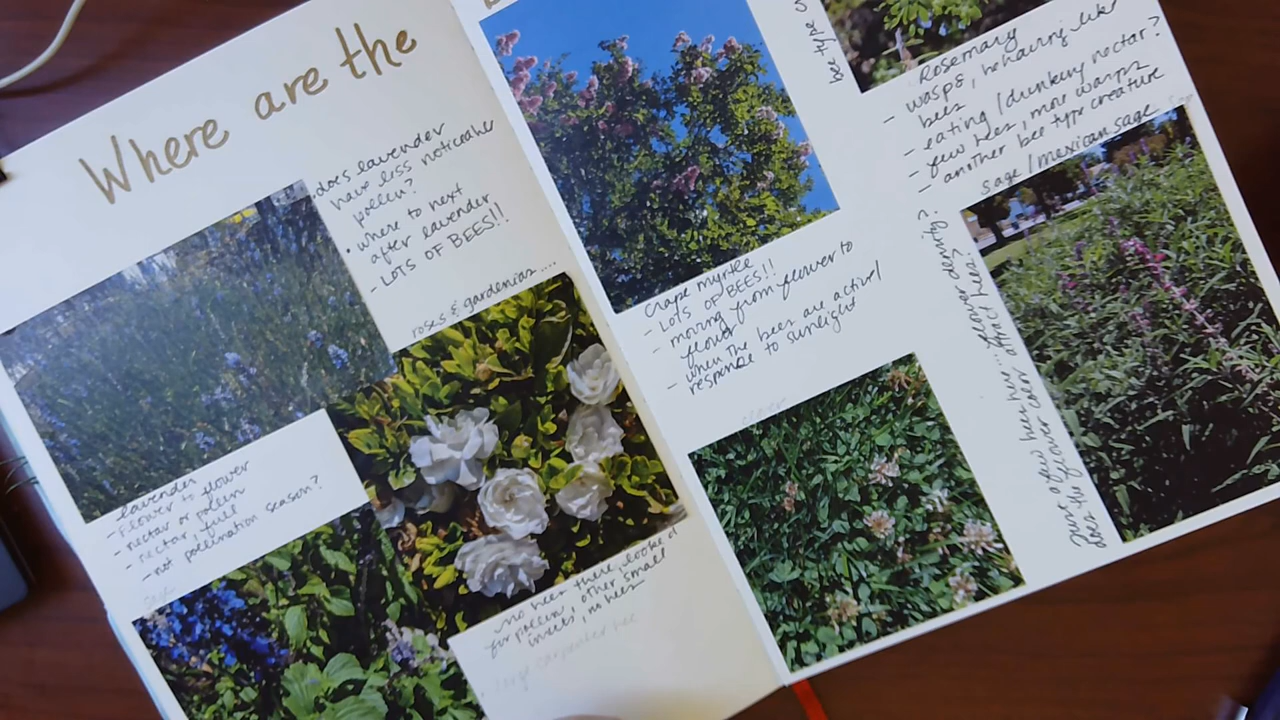 Where are the
does lavender
have less noticeable
pollen?
• where to next
after lavender
- LOTS OF BEES!!
lavender
- flower to flower
- nectar or pollen
- nectar, full
- not pollination season?
roses & gardenias ....
no bees there, looked
for pollen, other small
insects, no bees
large carpenter bee
crape myrtle
- LOTS OF BEES!!
- moving from flower to
flower
- when the bees are active/
response to sunlight
clover
bee type
Rosemary
- wasps, behaving like
bees
- eating/drinking nectar?
- few bees, more wasps
- another bee type creature
sage / mexican sage
just a few bees here... flower density?
does the flower color attract bees?